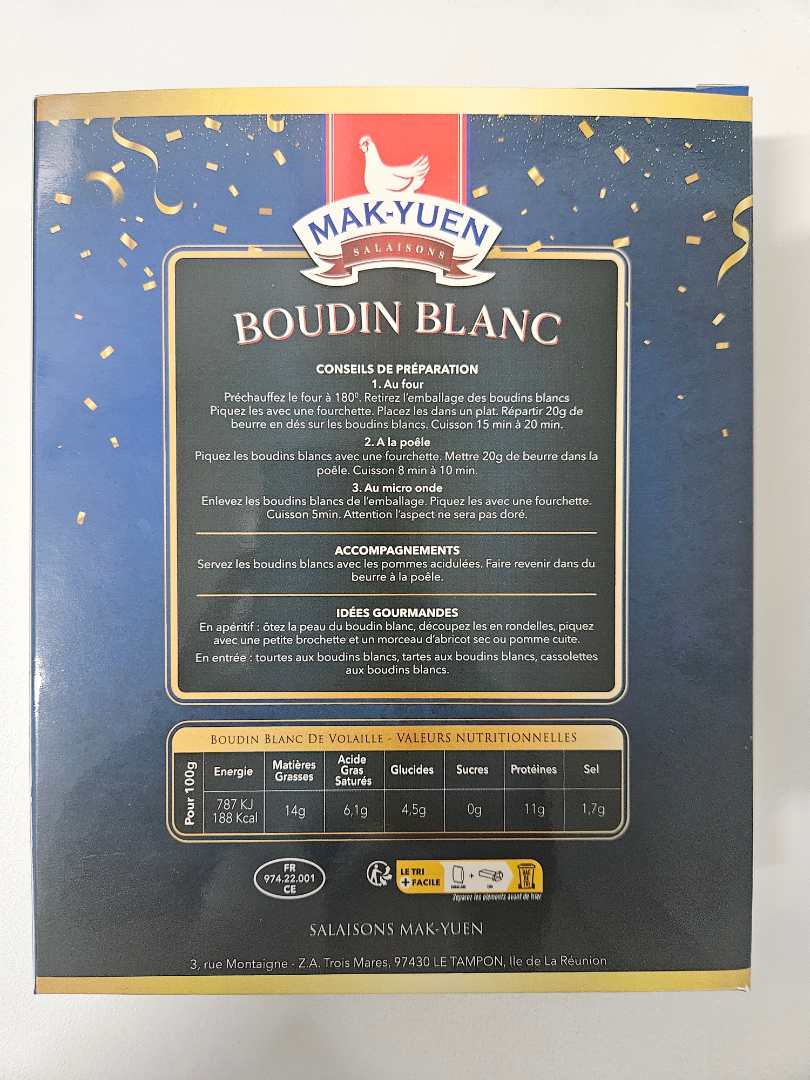 MAK-YUEN
SALAISONS
BOUDIN BLANC
CONSEILS DE PRÉPARATION
1. Au four
Préchauffez le four à 180°. Retirez l'emballage des boudins blancs
Piquez les avec une fourchette. Placez les dans un plat. Répartir 20g de
beurre en dés sur les boudins blancs. Cuisson 15 min à 20 min.
2. A la poêle
Piquez les boudins blancs avec une fourchette. Mettre 20g de beurre dans la
poêle. Cuisson 8 min à 10 min.
3. Au micro onde
Enlevez les boudins blancs de l'emballage. Piquez les avec une fourchette.
Cuisson 5min. Attention l'aspect ne sera pas doré.
ACCOMPAGNEMENTS
Servez les boudins blancs avec les pommes acidulées. Faire revenir dans du
beurre à la poêle.
IDÉES GOURMANDES
En apéritif : ôtez la peau du boudin blanc, découpez les en rondelles, piquez
avec une petite brochette et un morceau d'abricot sec ou pomme cuite.
En entrée : tourtes aux boudins blancs, tartes aux boudins blancs, cassolettes
aux boudins blancs.
BOUDIN BLANC DE VOLAILLE - VALEURS NUTRITIONNELLES
Pour 100g
Energie Matières Grasses Acide Gras Saturés Glucides Sucres Protéines Sel
787 KJ 188 Kcal 14g 6,1g 4,5g 0g 11g 1,7g
FR
974.22.001
CE
LE TRI
+ FACILE
BAC DE TRI
Séparez les éléments avant de trier
SALAISONS MAK-YUEN
3, rue Montaigne - Z.A. Trois Mares, 97430 LE TAMPON, Ile de La Réunion